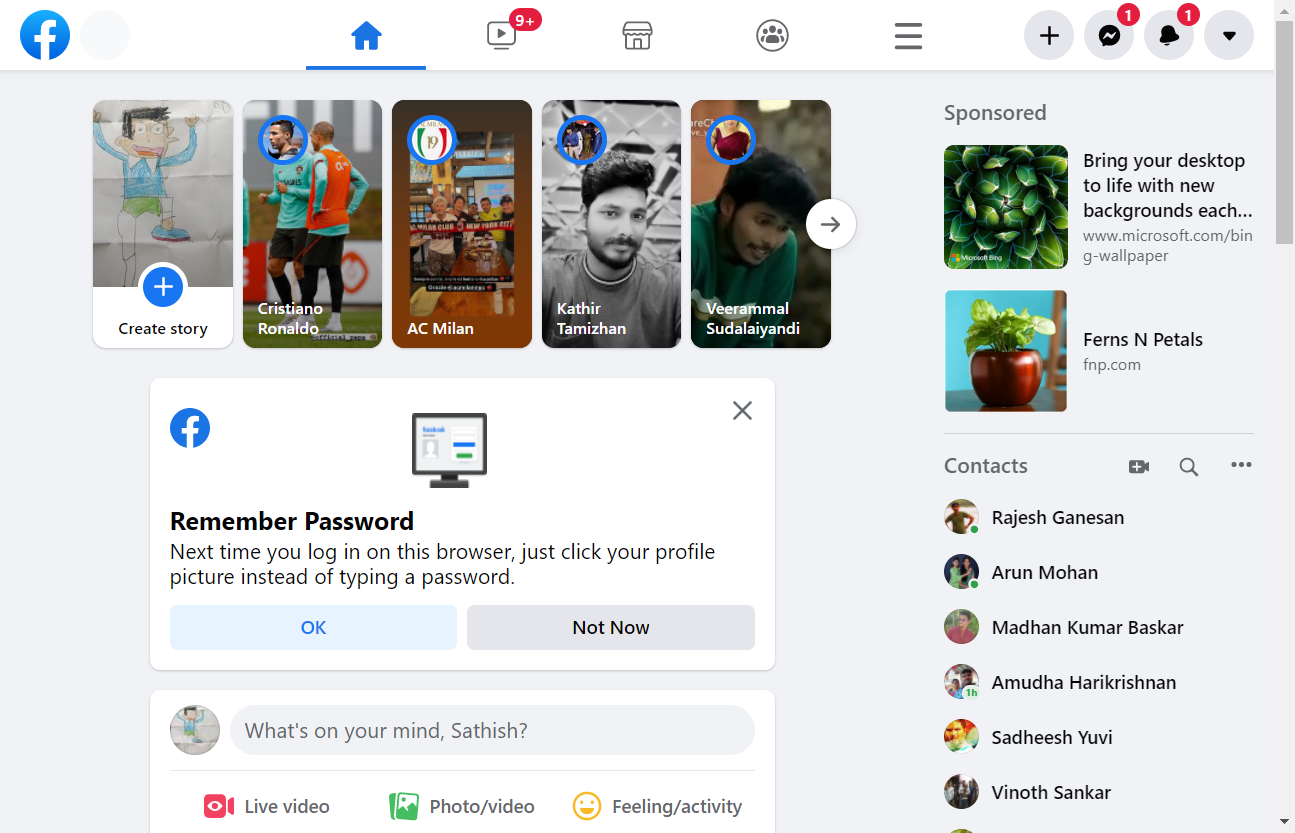 9+
1
1
Create story
Cristiano
Ronaldo
19
AC Milan
Kathir
Tamizhan
Veerammal
Sudalaiyandi
Sponsored
Bring your desktop
to life with new
backgrounds each...
www.microsoft.com/bin
g-wallpaper
Microsoft Bing
Ferns N Petals
fnp.com
Remember Password
Next time you log in on this browser, just click your profile
picture instead of typing a password.
OK
Not Now
What's on your mind, Sathish?
Live video
Photo/video
Feeling/activity
Contacts
Rajesh Ganesan
Arun Mohan
Madhan Kumar Baskar
Amudha Harikrishnan
1h
Sadheesh Yuvi
Vinoth Sankar